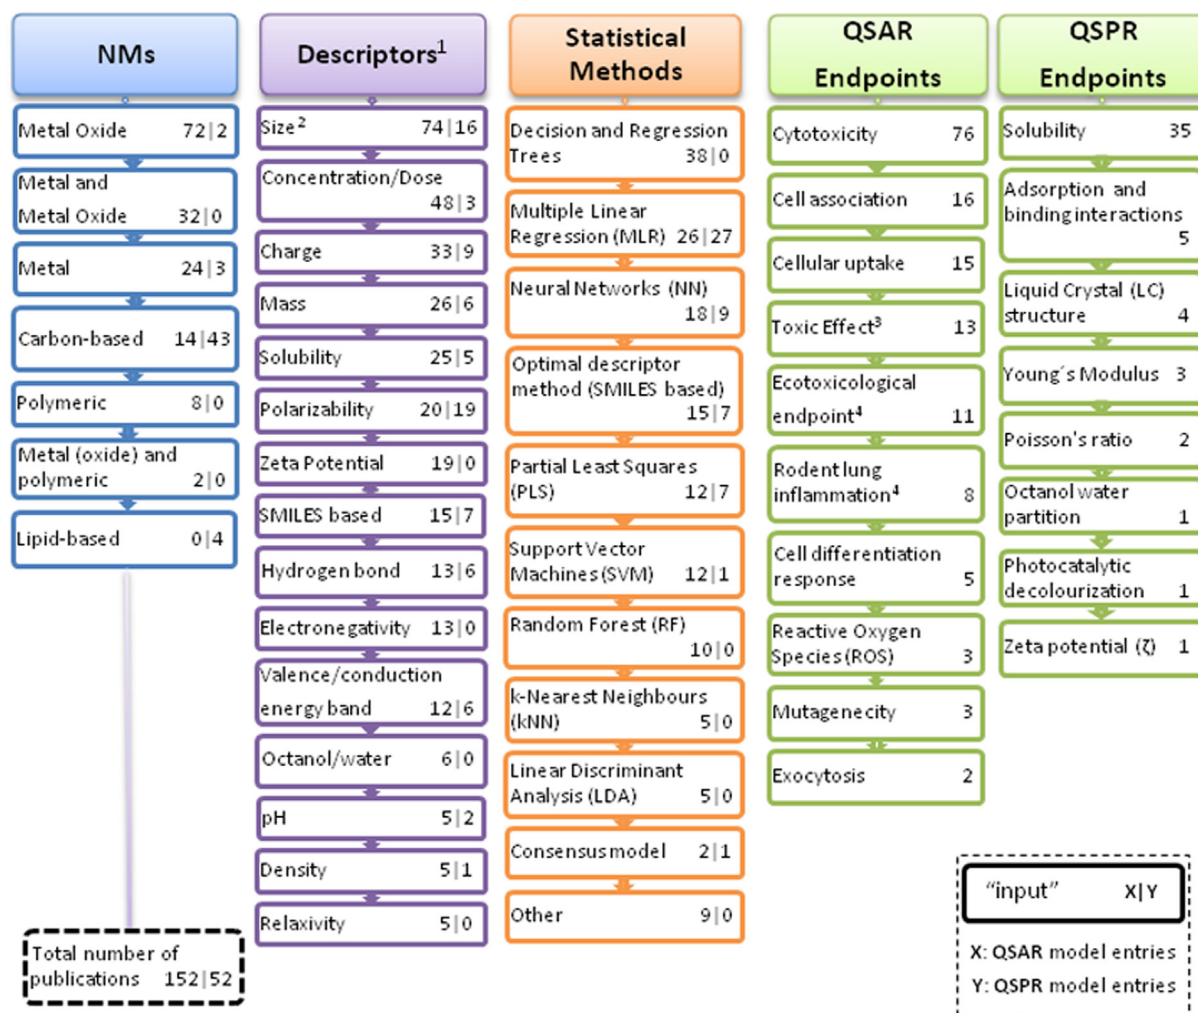 NMs
Metal Oxide 72|2
Metal and
Metal Oxide 32|0
Metal 24|3
Carbon-based 14|43
Polymeric 8|0
Metal (oxide) and
polymeric 2|0
Lipid-based 0|4
Total number of
publications 152|52
Descriptors¹
Size² 74|16
Concentration/Dose
48|3
Charge 33|9
Mass 26|6
Solubility 25|5
Polarizability 20|19
Zeta Potential 19|0
SMILES based 15|7
Hydrogen bond 13|6
Electronegativity 13|0
Valence/conduction
energy band 12|6
Octanol/water 6|0
pH 5|2
Density 5|1
Relaxivity 5|0
Statistical
Methods
Decision and Regression
Trees 38|0
Multiple Linear
Regression (MLR) 26|27
Neural Networks (NN)
18|9
Optimal descriptor
method (SMILES based)
15|7
Partial Least Squares
(PLS) 12|7
Support Vector
Machines (SVM) 12|1
Random Forest (RF)
10|0
k-Nearest Neighbours
(kNN) 5|0
Linear Discriminant
Analysis (LDA) 5|0
Consensus model 2|1
Other 9|0
QSAR
Endpoints
Cytotoxicity 76
Cell association 16
Cellular uptake 15
Toxic Effect³ 13
Ecotoxicological
endpoint⁴ 11
Rodent lung
inflammation⁴ 8
Cell differentiation
response 5
Reactive Oxygen
Species (ROS) 3
Mutagenecity 3
Exocytosis 2
QSPR
Endpoints
Solubility 35
Adsorption and
binding interactions
5
Liquid Crystal (LC)
structure 4
Young´s Modulus 3
Poisson's ratio 2
Octanol water
partition 1
Photocatalytic
decolourization 1
Zeta potential (ζ) 1
“input” X|Y
X: QSAR model entries
Y: QSPR model entries